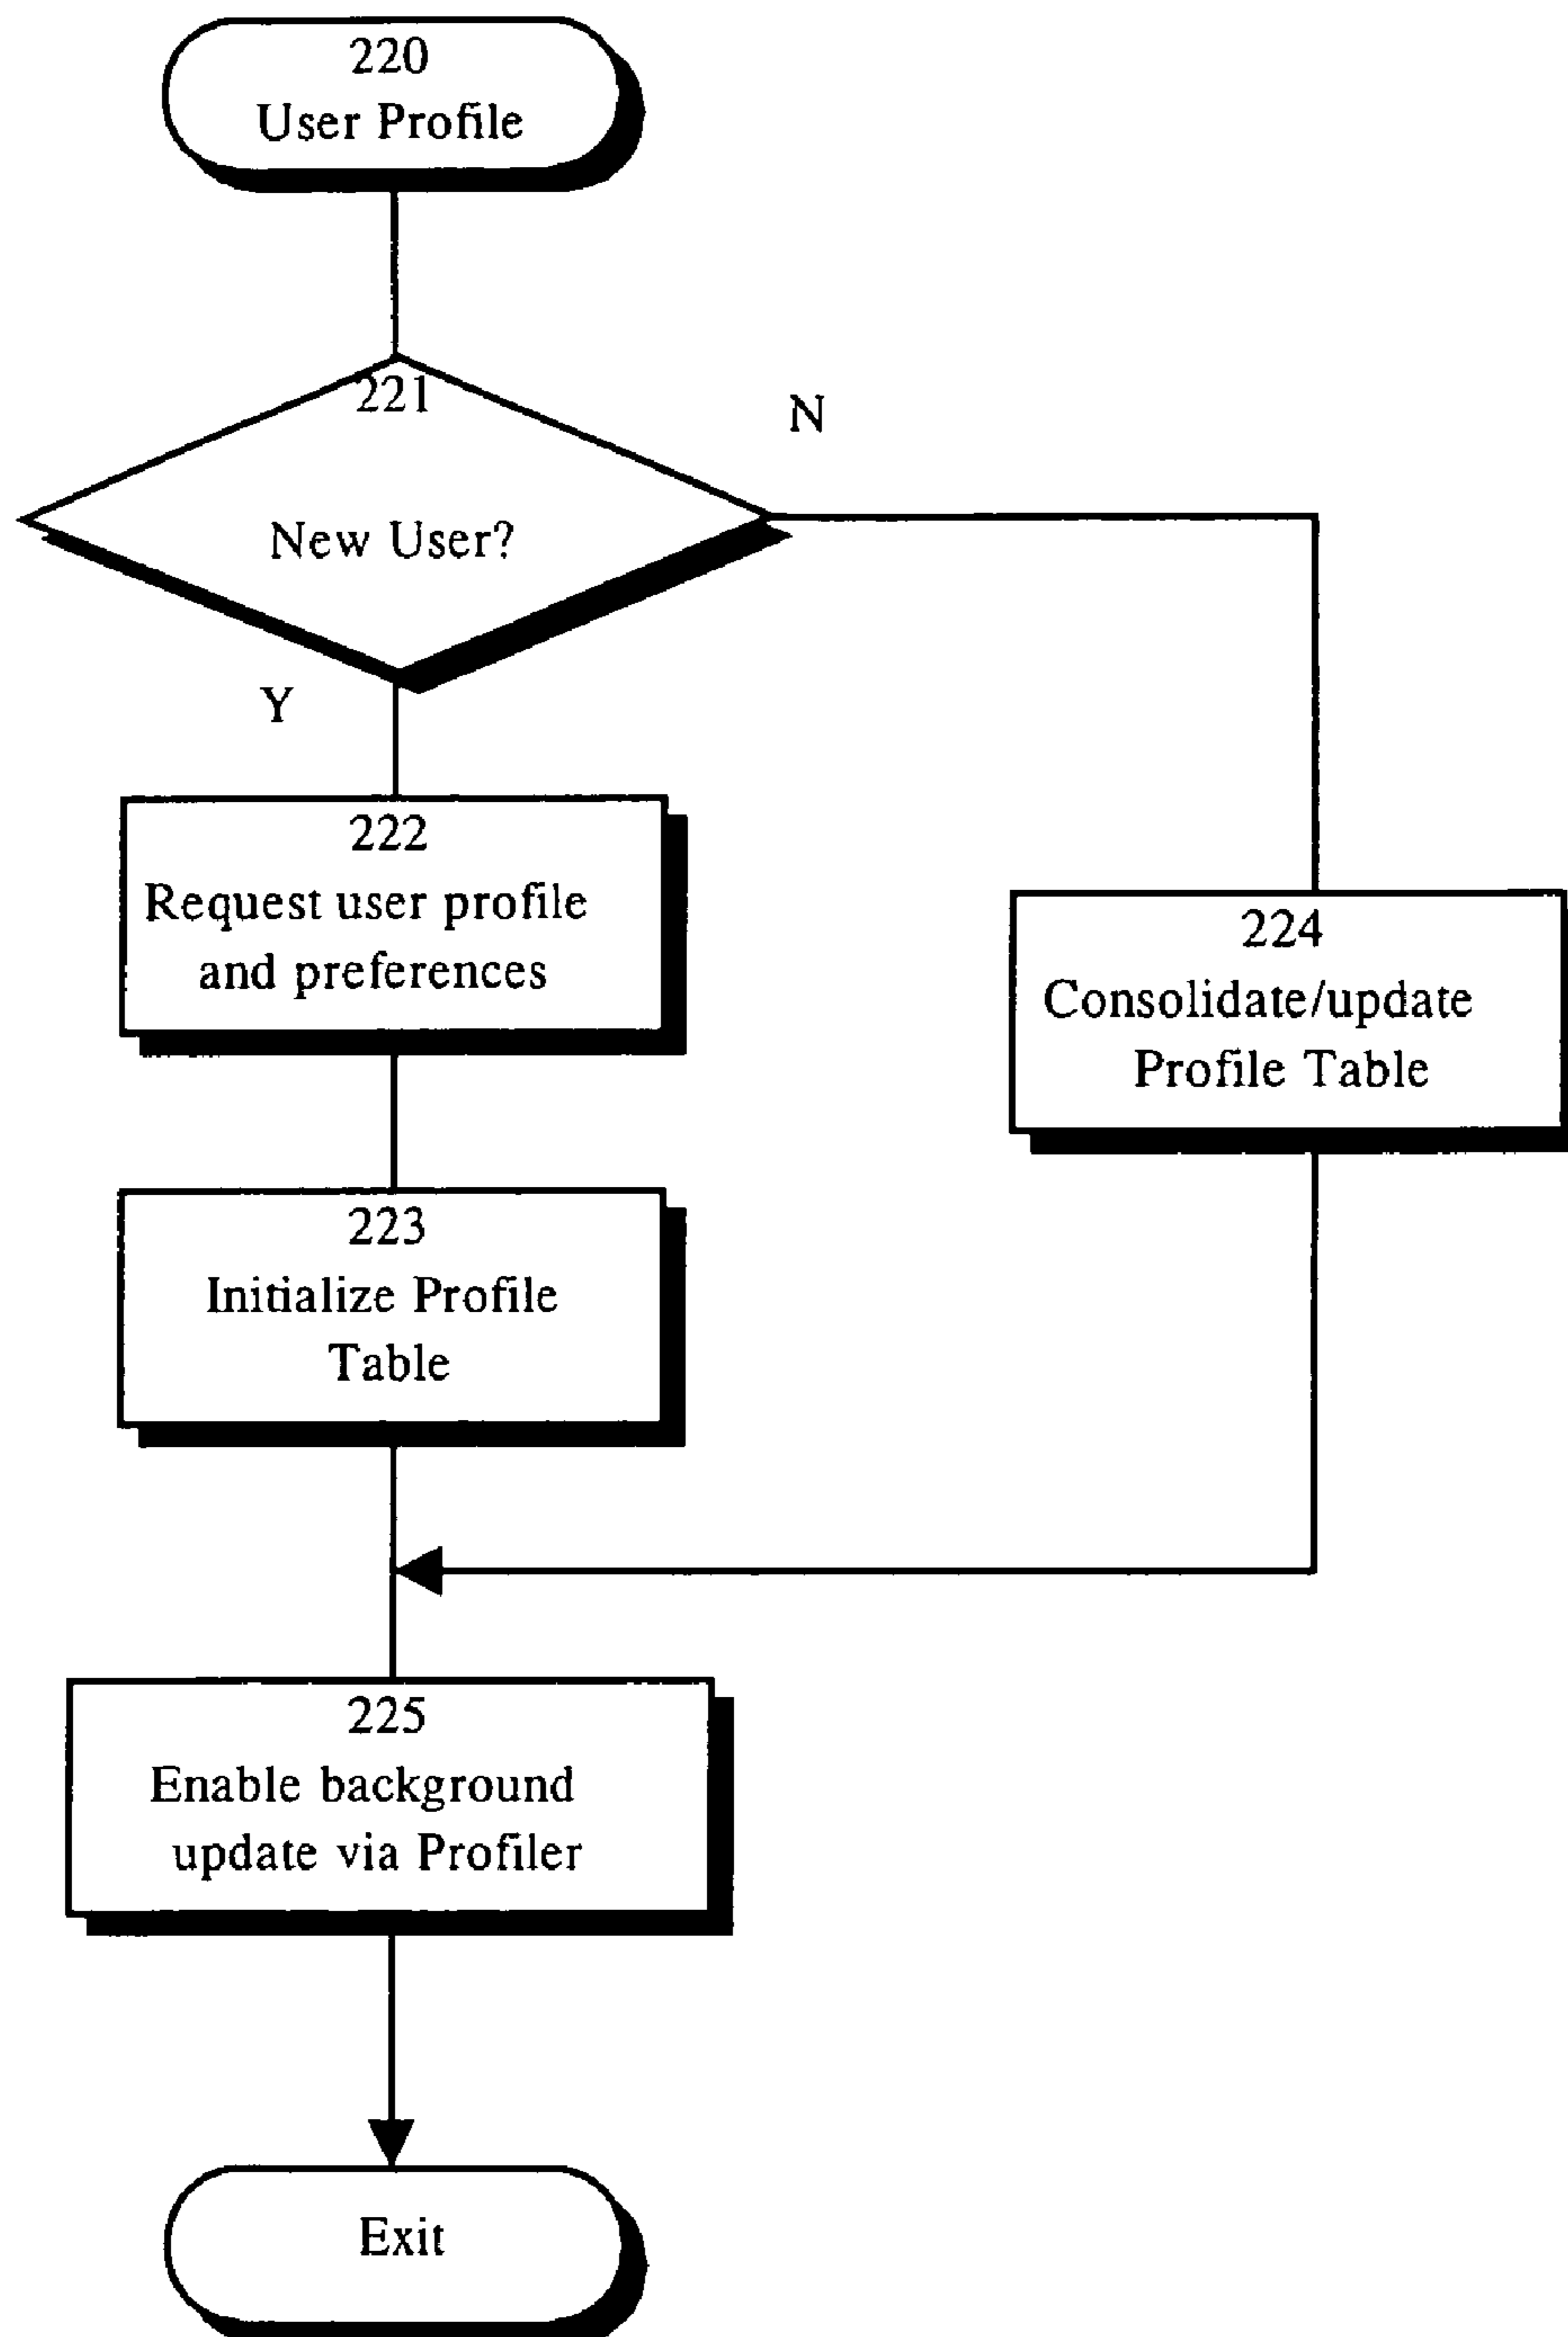 220
User Profile
221
N
New User?
Y
222
Request user profile
and preferences
224
Consolidate/update
Profile Table
223
Initialize Profile
Table
225
Enable background
update via Profiler
Exit